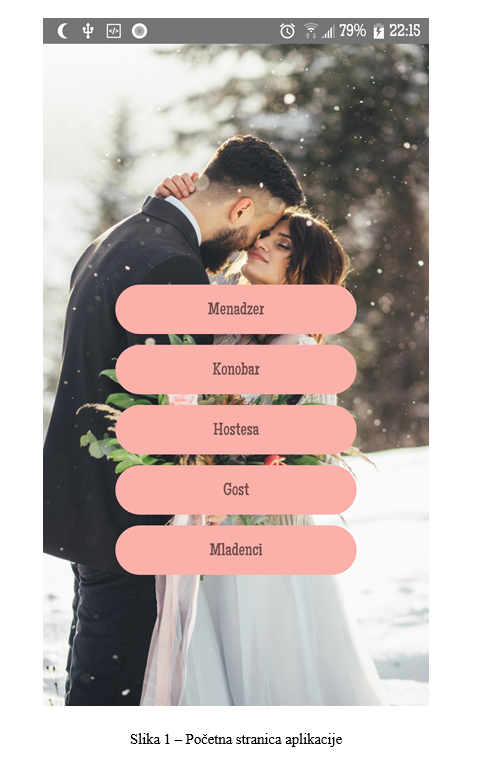 79% 22:15
Menadzer
Konobar
Hostesa
Gost
Mladenci
Slika 1 – Početna stranica aplikacije